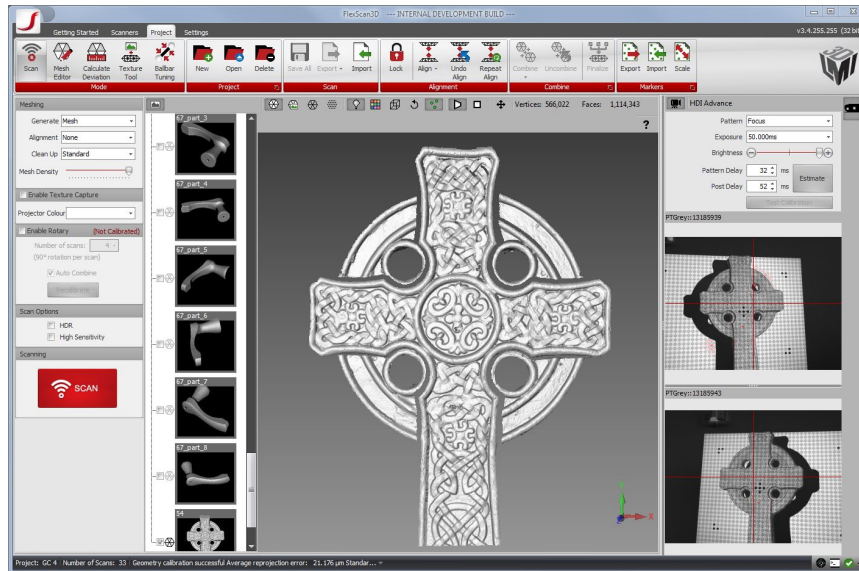 FlexScan3D --- INTERNAL DEVELOPMENT BUILD ---
Getting Started Scanners Project Settings
v3.4.255.255 (32 bit
Scan Mesh Editor Calculate Deviation Texture Tool Balbar Tuning
Mode
New Open Delete
Project
Save All Export Import
Scan
Lock Align Undo Align Repeat Align
Alignment
Combine Uncombine Finalize
Combine
Export Import Scale
Markers
Meshing
Generate Mesh
Alignment None
Clean Up Standard
Mesh Density
Enable Texture Capture
Projector Colour
Enable Rotary (Not Calibrated)
Number of scans: 4
(90° rotation per scan)
Auto Combine
Recalibrate
Scan Options
HDR
High Sensitivity
Scanning
SCAN
67_part_3
67_part_4
67_part_5
67_part_6
67_part_7
67_part_8
54
Vertices: 566,022 Faces: 1,114,343
?
Y
X
HDI Advance
Pattern Focus
Exposure 50.000ms
Brightness
Pattern Delay 32 ms
Post Delay 52 ms
Estimate
Test Calibration
PTGrey::13185939
PTGrey::13185943
Project: GC 4 Number of Scans: 33 Geometry calibration successful Average reprojection error: 21.176 µm Standar...